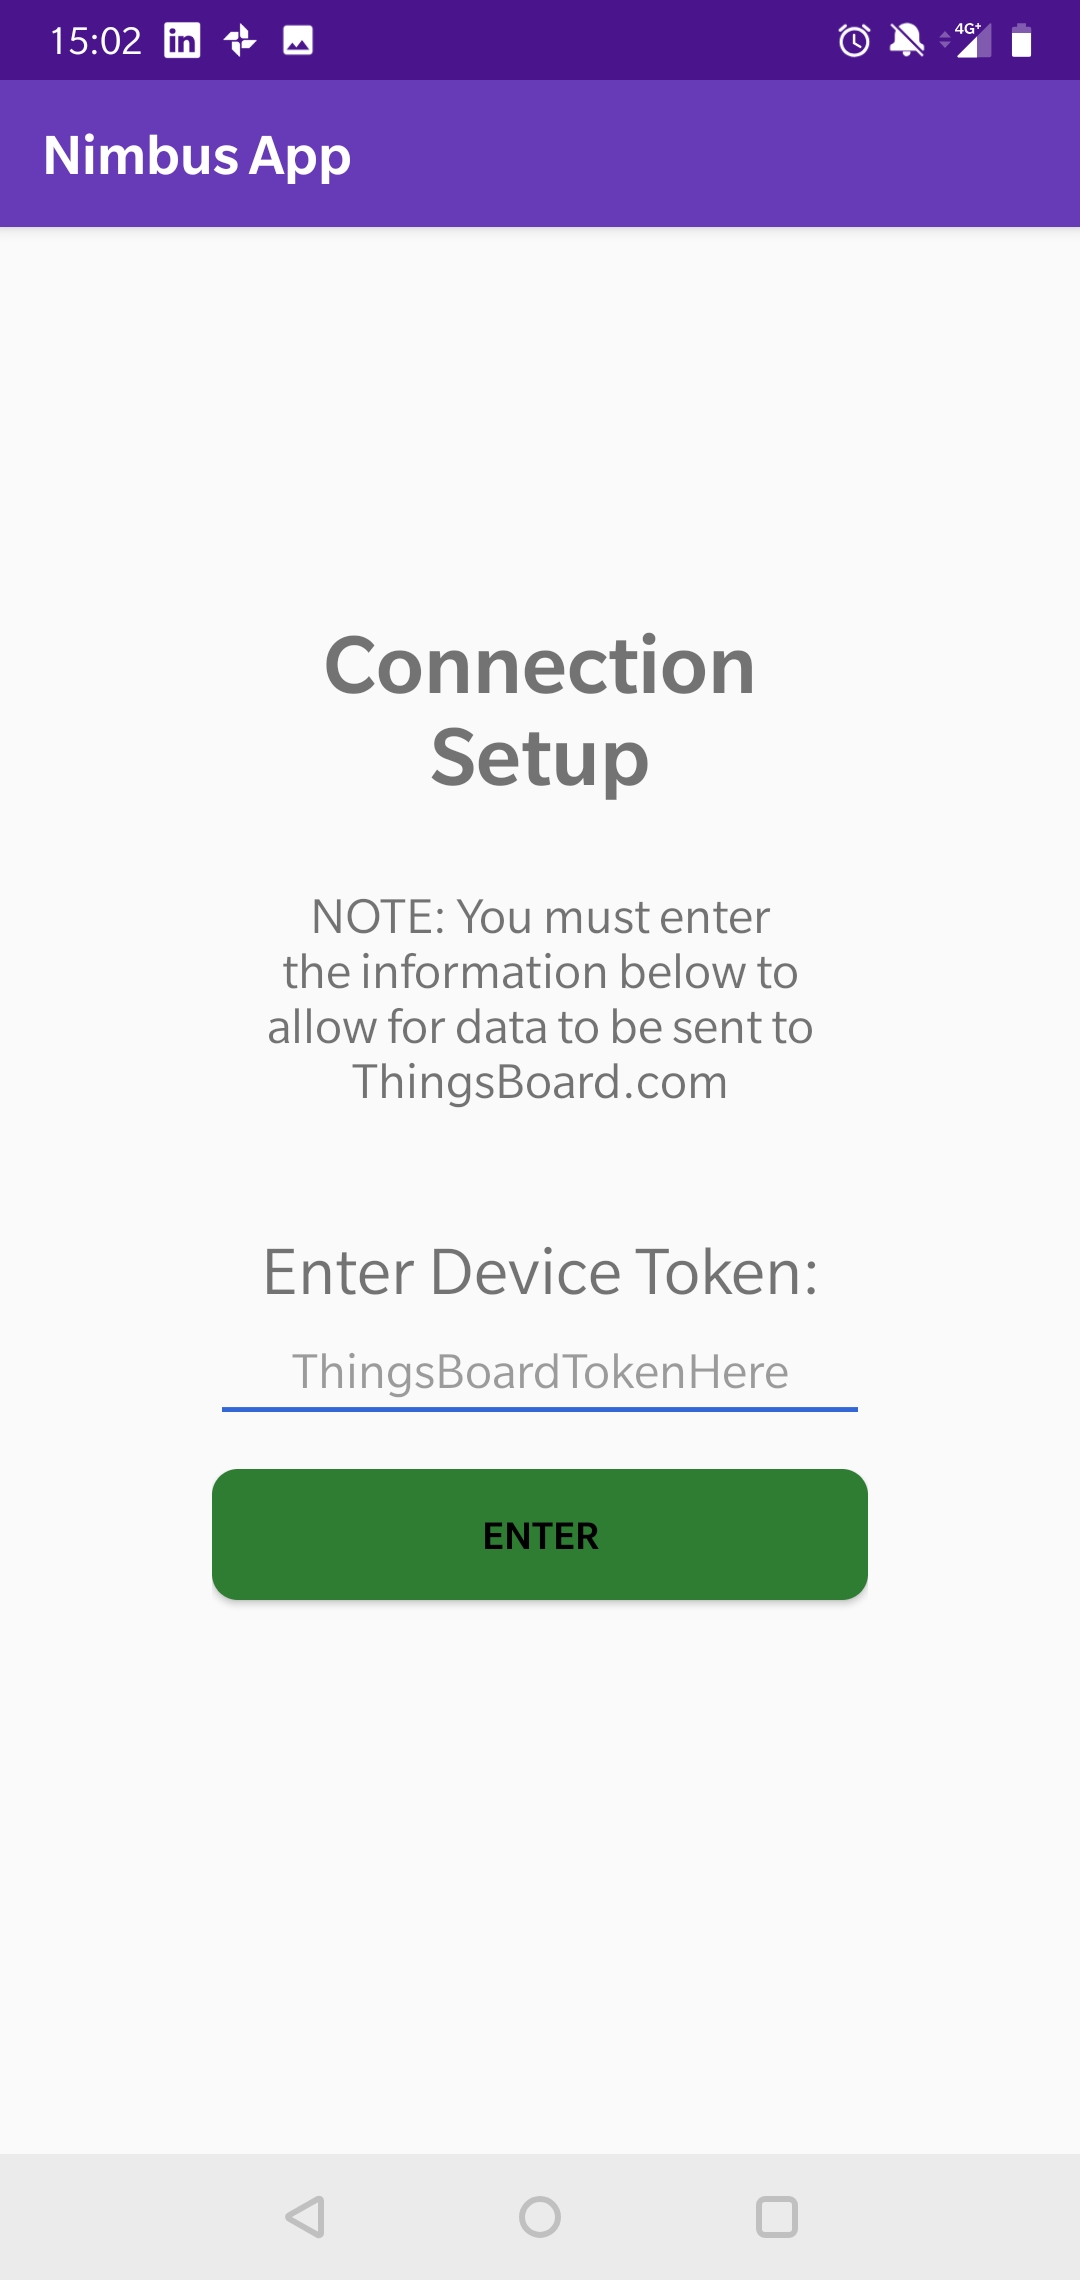 15:02
in
4G+
Nimbus App
Connection
Setup
NOTE: You must enter
the information below to
allow for data to be sent to
ThingsBoard.com
Enter Device Token:
ThingsBoardTokenHere
ENTER